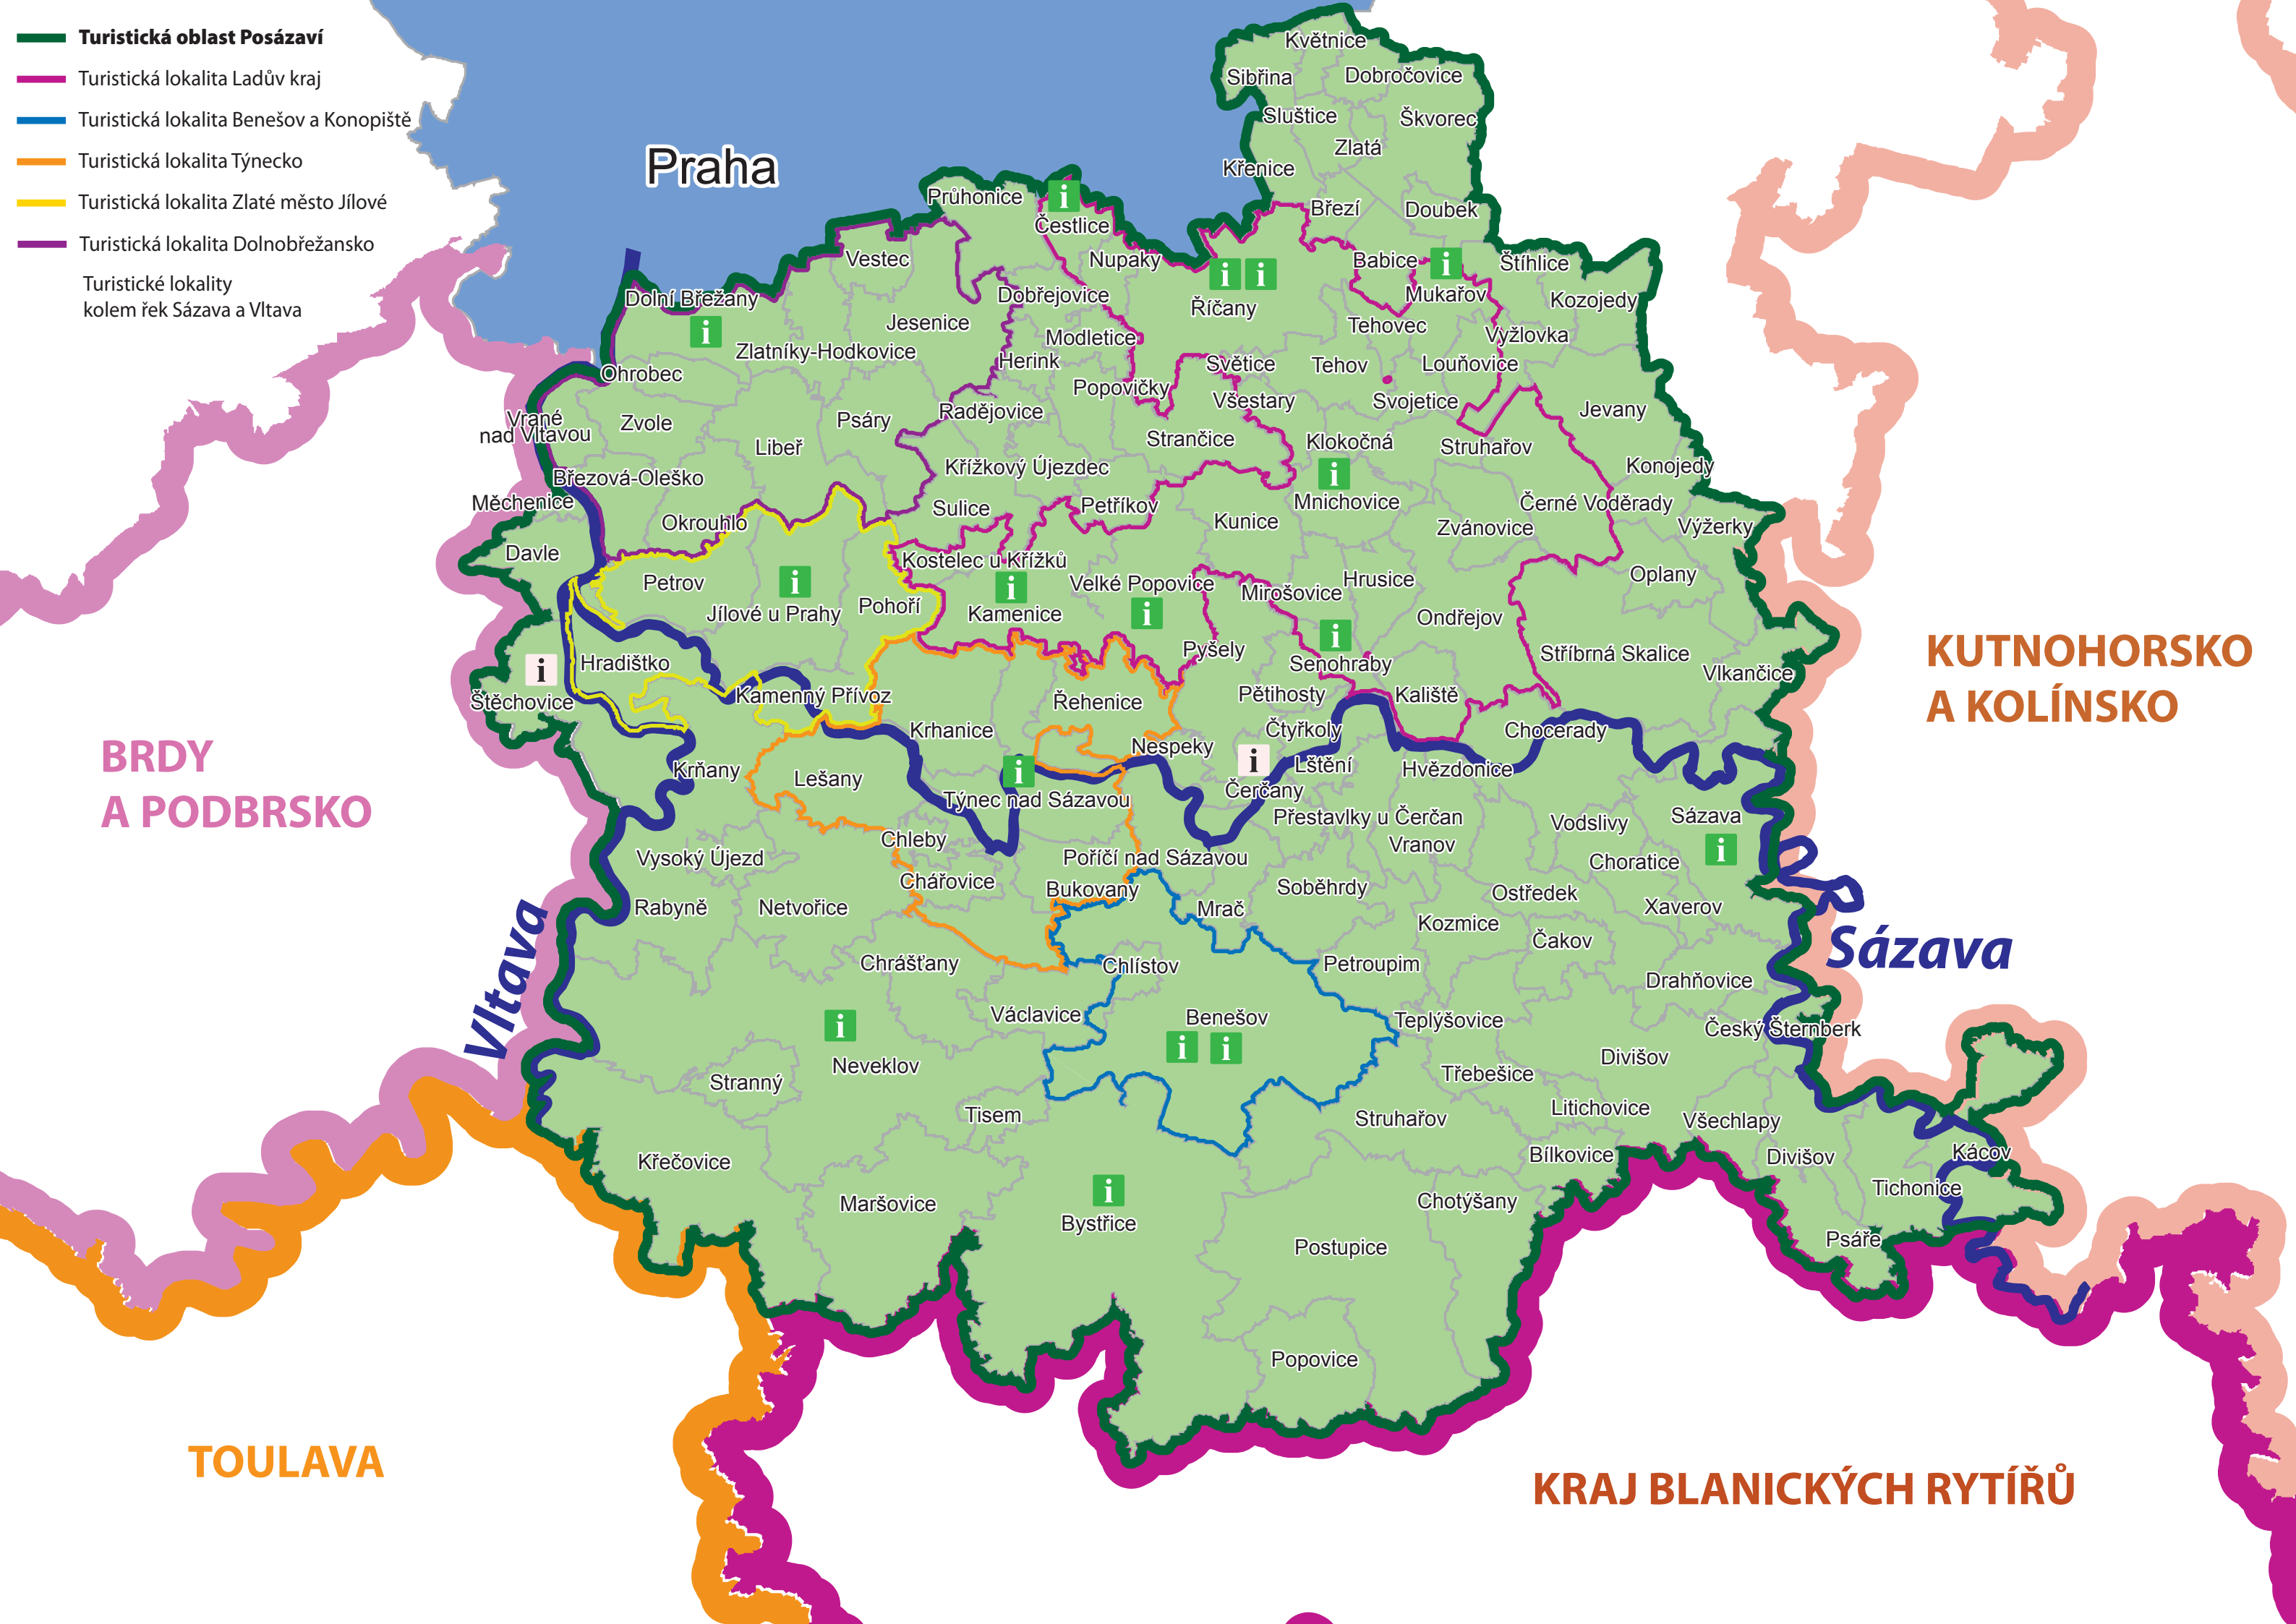 Turistická oblast Posázaví
Turistická lokalita Ladův kraj
Turistická lokalita Benešov a Konopiště
Turistická lokalita Týnecko
Turistická lokalita Zlaté město Jílové
Turistická lokalita Dolnobřežansko
Turistické lokality
kolem řek Sázava a Vltava
Praha
Květnice
Sibřina
Dobročovice
Sluštice
Škvorec
Zlatá
Křenice
Březí
Doubek
Průhonice
i
Čestlice
Vestec
Nupaky
Babice
i
Štíhlice
i i
Dolní Břežany
Dobřejovice
Mukařov
Kozojedy
Říčany
i
Jesenice
Modletice
Tehovec
Vyžlovka
Zlatníky-Hodkovice
Herink
Světice
Tehov
Louňovice
Ohrobec
Popovičky
Všestary
Svojetice
Jevany
Vrané
nad Vltavou
Zvole
Psáry
Radějovice
Libeř
Strančice
Klokočná
Struhařov
Křížkový Újezdec
Konojedy
Březová-Oleško
i
Měchenice
Sulice
Petříkov
Mnichovice
Černé Voděrady
Okrouhlo
Kunice
Zvánovice
Výžerky
Davle
Kostelec u Křížků
Petrov
i
i
Velké Popovice
Mirošovice
Hrusice
Oplany
Jílové u Prahy
Pohoří
Kamenice
i
Ondřejov
i
Pyšely
Hradištko
Senohraby
Stříbrná Skalice
i
Vlkančice
Štěchovice
Kamenný Přívoz
Řehenice
Pětihosty
Kaliště
Krhanice
Čtyřkoly
Chocerady
Nespeky
i
Lštění
Hvězdonice
Krňany
Lešany
i
Čerčany
Týnec nad Sázavou
Přestavlky u Čerčan
Vodslivy
Sázava
i
Chleby
Vranov
Vysoký Újezd
Poříčí nad Sázavou
Choratice
Chářovice
Bukovany
Soběhrdy
Ostředek
Rabyně
Netvořice
Mrač
Xaverov
Kozmice
Čakov
Chrášťany
Chlístov
Petroupim
Drahňovice
Václavice
Benešov
Teplýšovice
Český Šternberk
i
i i
Neveklov
Divišov
Stranný
Třebešice
Tisem
Struhařov
Litichovice
Všechlapy
Křečovice
Bílkovice
Divišov
Kácov
i
Tichonice
Maršovice
Bystřice
Chotýšany
Psáře
Postupice
Popovice
Vltava
Sázava
BRDY
A PODBRSKO
KUTNOHORSKO
A KOLÍNSKO
TOULAVA
KRAJ BLANICKÝCH RYTÍŘŮ